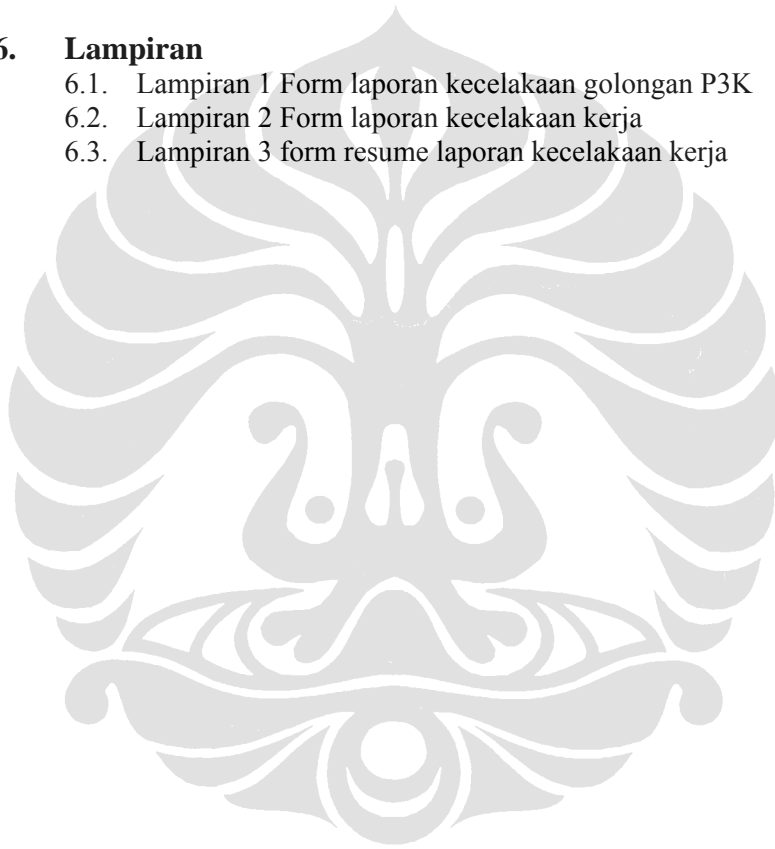 6. Lampiran
6.1. Lampiran 1 Form laporan kecelakaan golongan P3K
6.2. Lampiran 2 Form laporan kecelakaan kerja
6.3. Lampiran 3 form resume laporan kecelakaan kerja